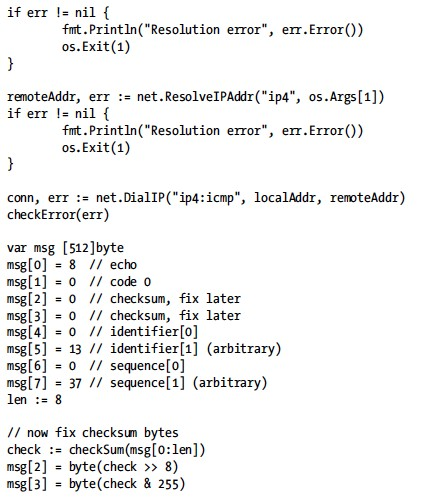 if err != nil {
        fmt.Println("Resolution error", err.Error())
        os.Exit(1)
}

remoteAddr, err := net.ResolveIPAddr("ip4", os.Args[1])
if err != nil {
        fmt.Println("Resolution error", err.Error())
        os.Exit(1)
}

conn, err := net.DialIP("ip4:icmp", localAddr, remoteAddr)
checkError(err)

var msg [512]byte
msg[0] = 8  // echo
msg[1] = 0  // code 0
msg[2] = 0  // checksum, fix later
msg[3] = 0  // checksum, fix later
msg[4] = 0  // identifier[0]
msg[5] = 13 // identifier[1] (arbitrary)
msg[6] = 0  // sequence[0]
msg[7] = 37 // sequence[1] (arbitrary)
len := 8

// now fix checksum bytes
check := checkSum(msg[0:len])
msg[2] = byte(check >> 8)
msg[3] = byte(check & 255)